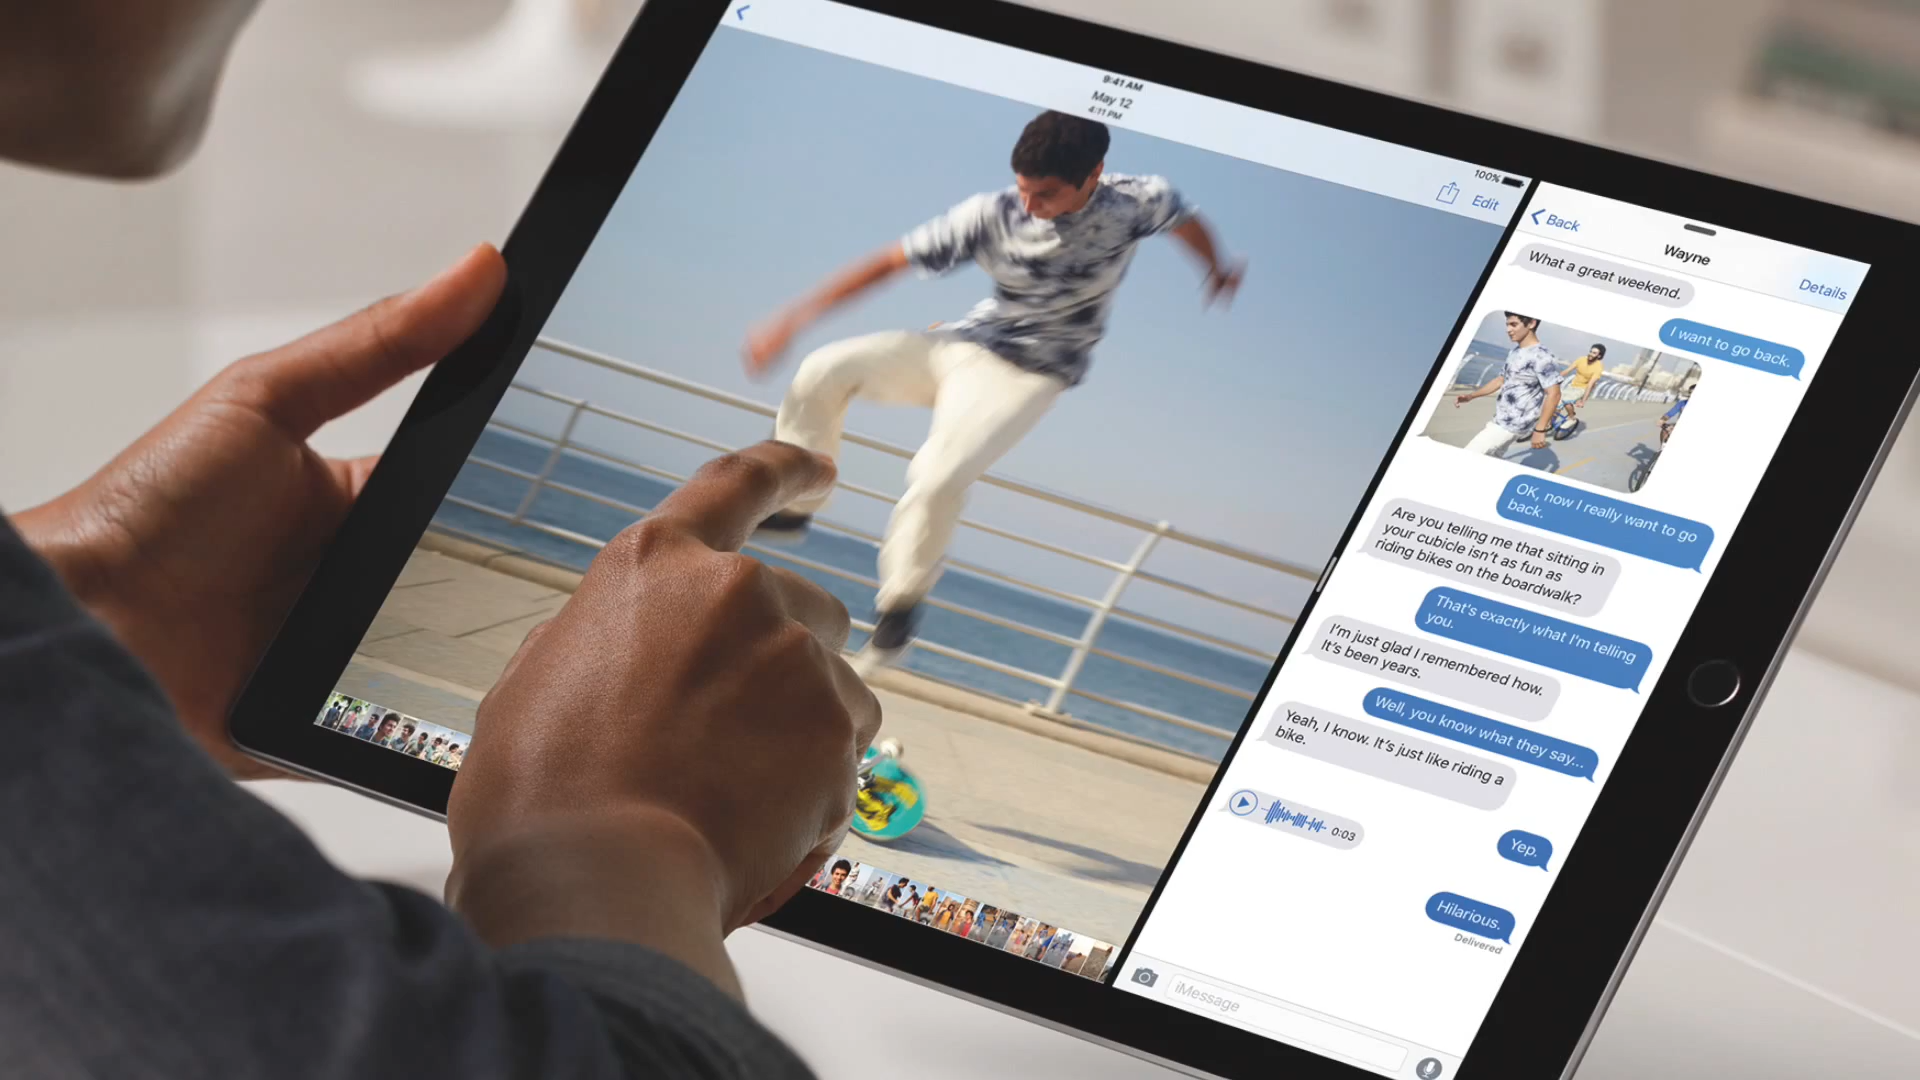 9:41 AM
May 12
4:11 PM
100%
Edit
Back
Wayne
Details
What a great weekend.
I want to go back.
OK, now I really want to go
back.
Are you telling me that sitting in
your cubicle isn't as fun as
riding bikes on the boardwalk?
That's exactly what I'm telling
you.
I'm just glad I remembered how.
It's been years.
Well, you know what they say...
Yeah, I know. It's just like riding a
bike.
0:03
Yep.
Hilarious.
Delivered
iMessage